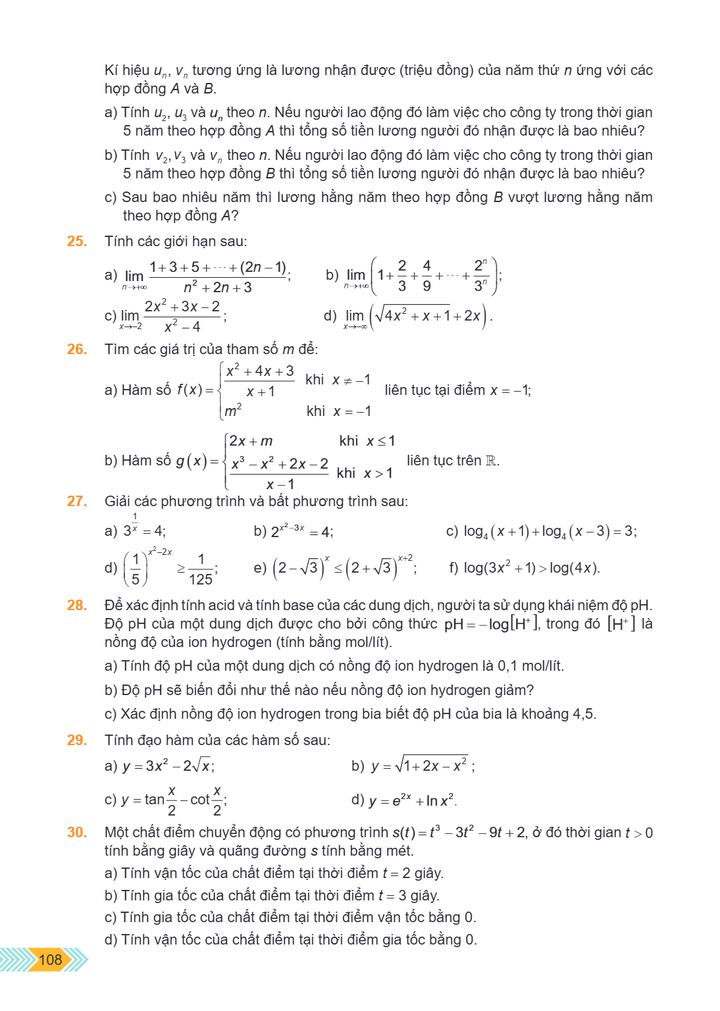 Kí hiệu uₙ, vₙ tương ứng là lương nhận được (triệu đồng) của năm thứ n ứng với các
hợp đồng A và B.
a) Tính u₂, u₃ và uₙ theo n. Nếu người lao động đó làm việc cho công ty trong thời gian
5 năm theo hợp đồng A thì tổng số tiền lương người đó nhận được là bao nhiêu?
b) Tính v₂, v₃ và vₙ theo n. Nếu người lao động đó làm việc cho công ty trong thời gian
5 năm theo hợp đồng B thì tổng số tiền lương người đó nhận được là bao nhiêu?
c) Sau bao nhiêu năm thì lương hằng năm theo hợp đồng B vượt lương hằng năm
theo hợp đồng A?
25. Tính các giới hạn sau:
a) lim_{n→+∞} (1+3+5+⋯+(2n−1))/(n²+2n+3); b) lim_{n→+∞} (1+2/3+4/9+⋯+2ⁿ/3ⁿ);
c) lim_{x→−2} (2x²+3x−2)/(x²−4); d) lim_{x→−∞} (√(4x²+x+1)+2x).
26. Tìm các giá trị của tham số m để:
a) Hàm số f(x) = { (x²+4x+3)/(x+1) khi x ≠ −1 ; m² khi x = −1 liên tục tại điểm x = −1;
b) Hàm số g(x) = { 2x+m khi x ≤ 1 ; (x³−x²+2x−2)/(x−1) khi x > 1 liên tục trên ℝ.
27. Giải các phương trình và bất phương trình sau:
a) 3^(1/x) = 4; b) 2^(x²−3x) = 4; c) log₄(x+1)+log₄(x−3) = 3;
d) (1/5)^(x²−2x) ≥ 1/125; e) (2−√3)^x ≤ (2+√3)^(x+2); f) log(3x²+1) > log(4x).
28. Để xác định tính acid và tính base của các dung dịch, người ta sử dụng khái niệm độ pH.
Độ pH của một dung dịch được cho bởi công thức pH = −log[H⁺], trong đó [H⁺] là
nồng độ của ion hydrogen (tính bằng mol/lít).
a) Tính độ pH của một dung dịch có nồng độ ion hydrogen là 0,1 mol/lít.
b) Độ pH sẽ biến đổi như thế nào nếu nồng độ ion hydrogen giảm?
c) Xác định nồng độ ion hydrogen trong bia biết độ pH của bia là khoảng 4,5.
29. Tính đạo hàm của các hàm số sau:
a) y = 3x² − 2√x; b) y = √(1+2x−x²) ;
c) y = tan x/2 − cot x/2; d) y = e²ˣ + ln x².
30. Một chất điểm chuyển động có phương trình s(t) = t³ − 3t² − 9t + 2, ở đó thời gian t > 0
tính bằng giây và quãng đường s tính bằng mét.
a) Tính vận tốc của chất điểm tại thời điểm t = 2 giây.
b) Tính gia tốc của chất điểm tại thời điểm t = 3 giây.
c) Tính gia tốc của chất điểm tại thời điểm vận tốc bằng 0.
d) Tính vận tốc của chất điểm tại thời điểm gia tốc bằng 0.
108